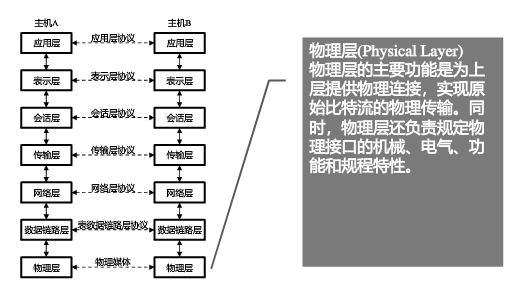 主机A 主机B
应用层 应用层协议 应用层
表示层 表示层协议 表示层
会话层 会话层协议 会话层
传输层 传输层协议 传输层
网络层 网络层协议 网络层
数据链路层 表数据链路层协议 数据链路层
物理层 物理媒体 物理层
物理层(Physical Layer)
物理层的主要功能是为上
层提供物理连接，实现原
始比特流的物理传输。同
时，物理层还负责规定物
理接口的机械、电气、功
能和规程特性。